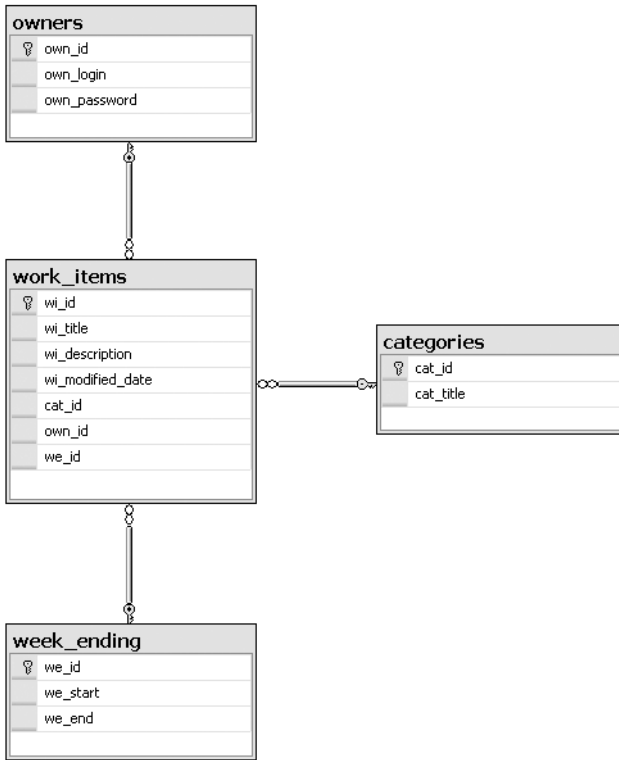 owners
own_id
own_login
own_password
work_items
wi_id
wi_title
wi_description
wi_modified_date
cat_id
own_id
we_id
categories
cat_id
cat_title
week_ending
we_id
we_start
we_end